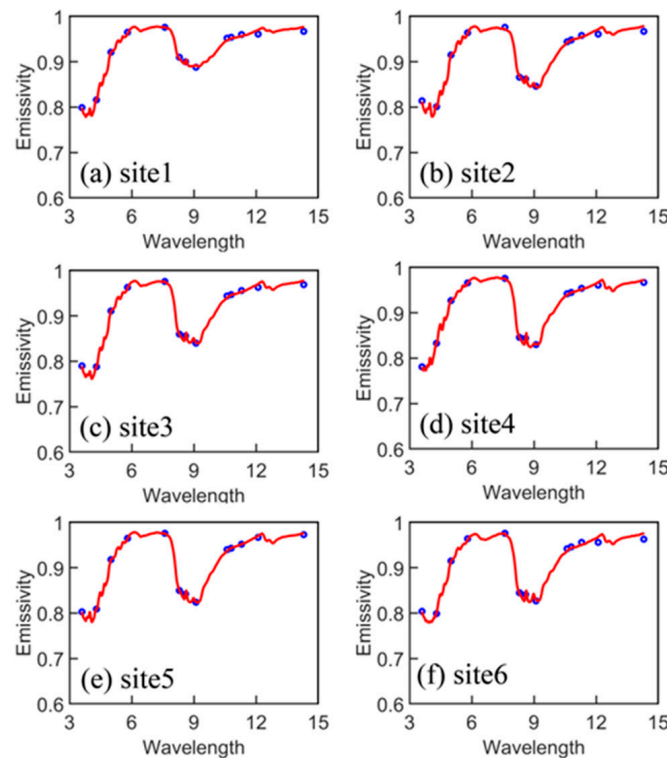 1
0.9
0.8
0.7
0.6
Emissivity
(a) site1
3 6 9 12 15
Wavelength
1
0.9
0.8
0.7
0.6
Emissivity
(b) site2
3 6 9 12 15
Wavelength
1
0.9
0.8
0.7
0.6
Emissivity
(c) site3
3 6 9 12 15
Wavelength
1
0.9
0.8
0.7
0.6
Emissivity
(d) site4
3 6 9 12 15
Wavelength
1
0.9
0.8
0.7
0.6
Emissivity
(e) site5
3 6 9 12 15
Wavelength
1
0.9
0.8
0.7
0.6
Emissivity
(f) site6
3 6 9 12 15
Wavelength